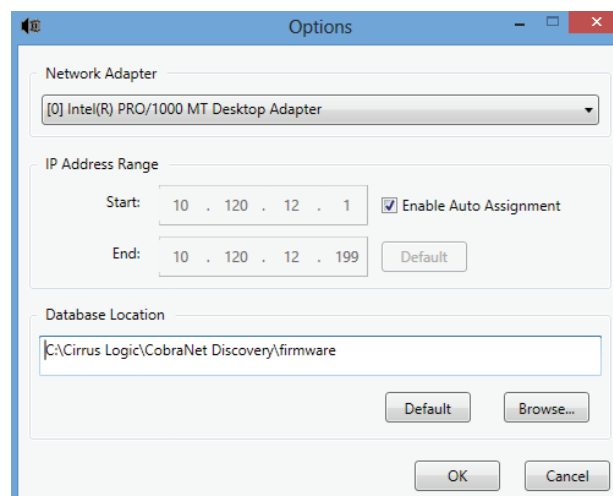 Options
Network Adapter
[0] Intel(R) PRO/1000 MT Desktop Adapter
IP Address Range
Start: 10 . 120 . 12 . 1 Enable Auto Assignment
End: 10 . 120 . 12 . 199 Default
Database Location
C:\Cirrus Logic\CobraNet Discovery\firmware
Default Browse...
OK Cancel